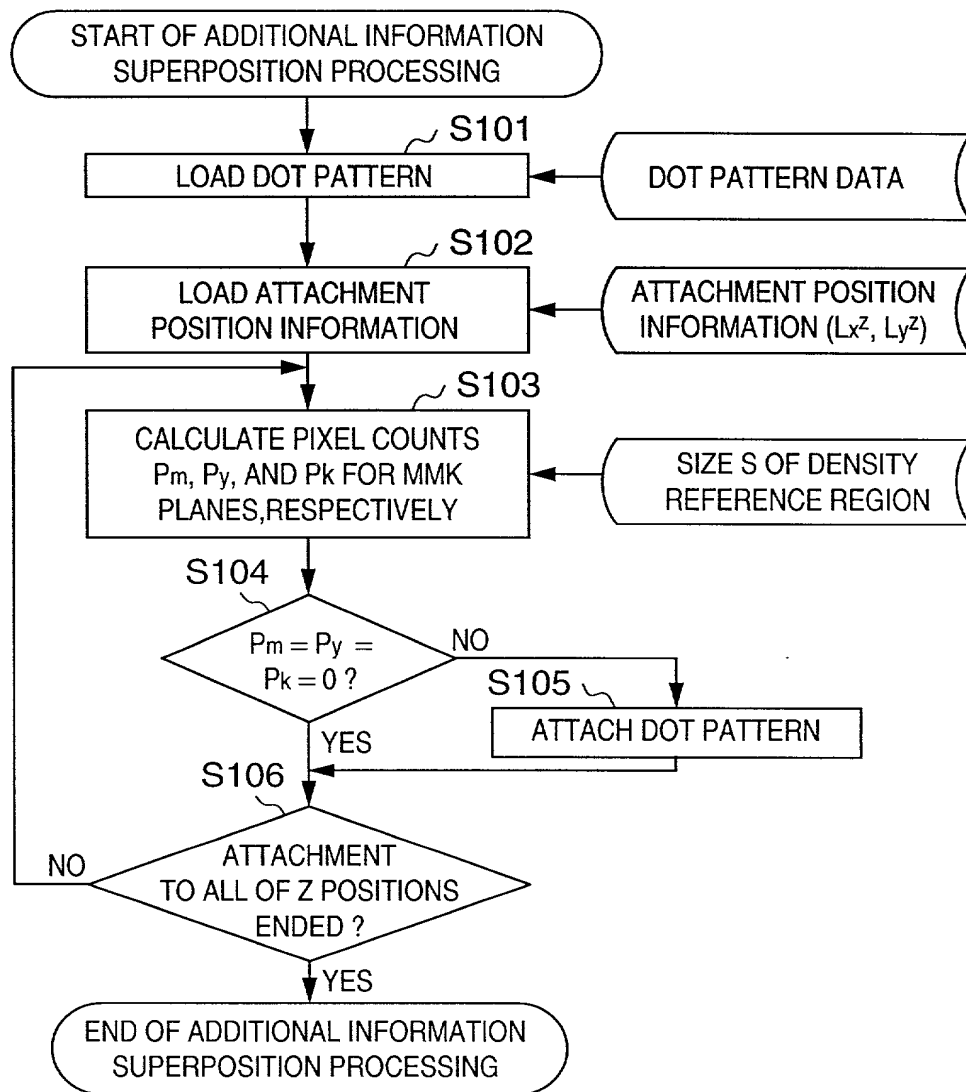 START OF ADDITIONAL INFORMATION
SUPERPOSITION PROCESSING
S101
LOAD DOT PATTERN
DOT PATTERN DATA
S102
LOAD ATTACHMENT
POSITION INFORMATION
ATTACHMENT POSITION
INFORMATION (Lx^z, Ly^z)
S103
CALCULATE PIXEL COUNTS
Pm, Py, AND Pk FOR MMK
PLANES,RESPECTIVELY
SIZE S OF DENSITY
REFERENCE REGION
S104
Pm = Py =
Pk = 0 ?
NO
S105
ATTACH DOT PATTERN
YES
S106
ATTACHMENT
TO ALL OF Z POSITIONS
ENDED ?
NO
YES
END OF ADDITIONAL INFORMATION
SUPERPOSITION PROCESSING